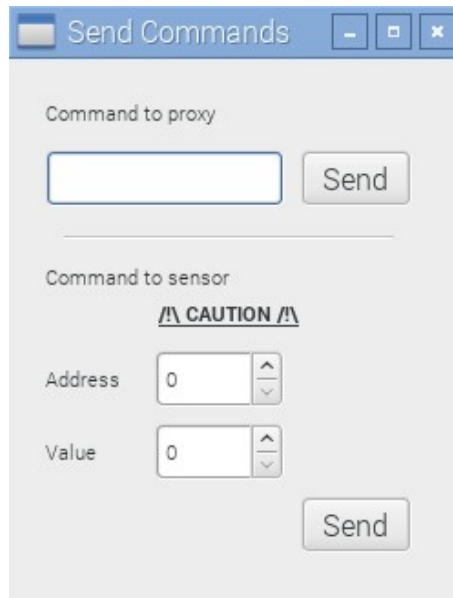 Send Commands
Command to proxy
Send
Command to sensor
/!\ CAUTION /!\
Address 0
Value 0
Send